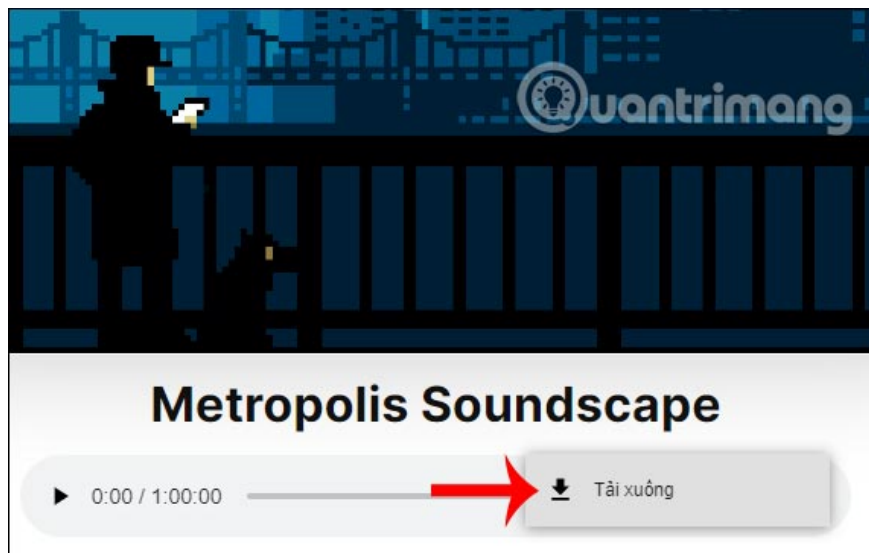 Quantrimang
Metropolis Soundscape
0:00 / 1:00:00
Tải xuống